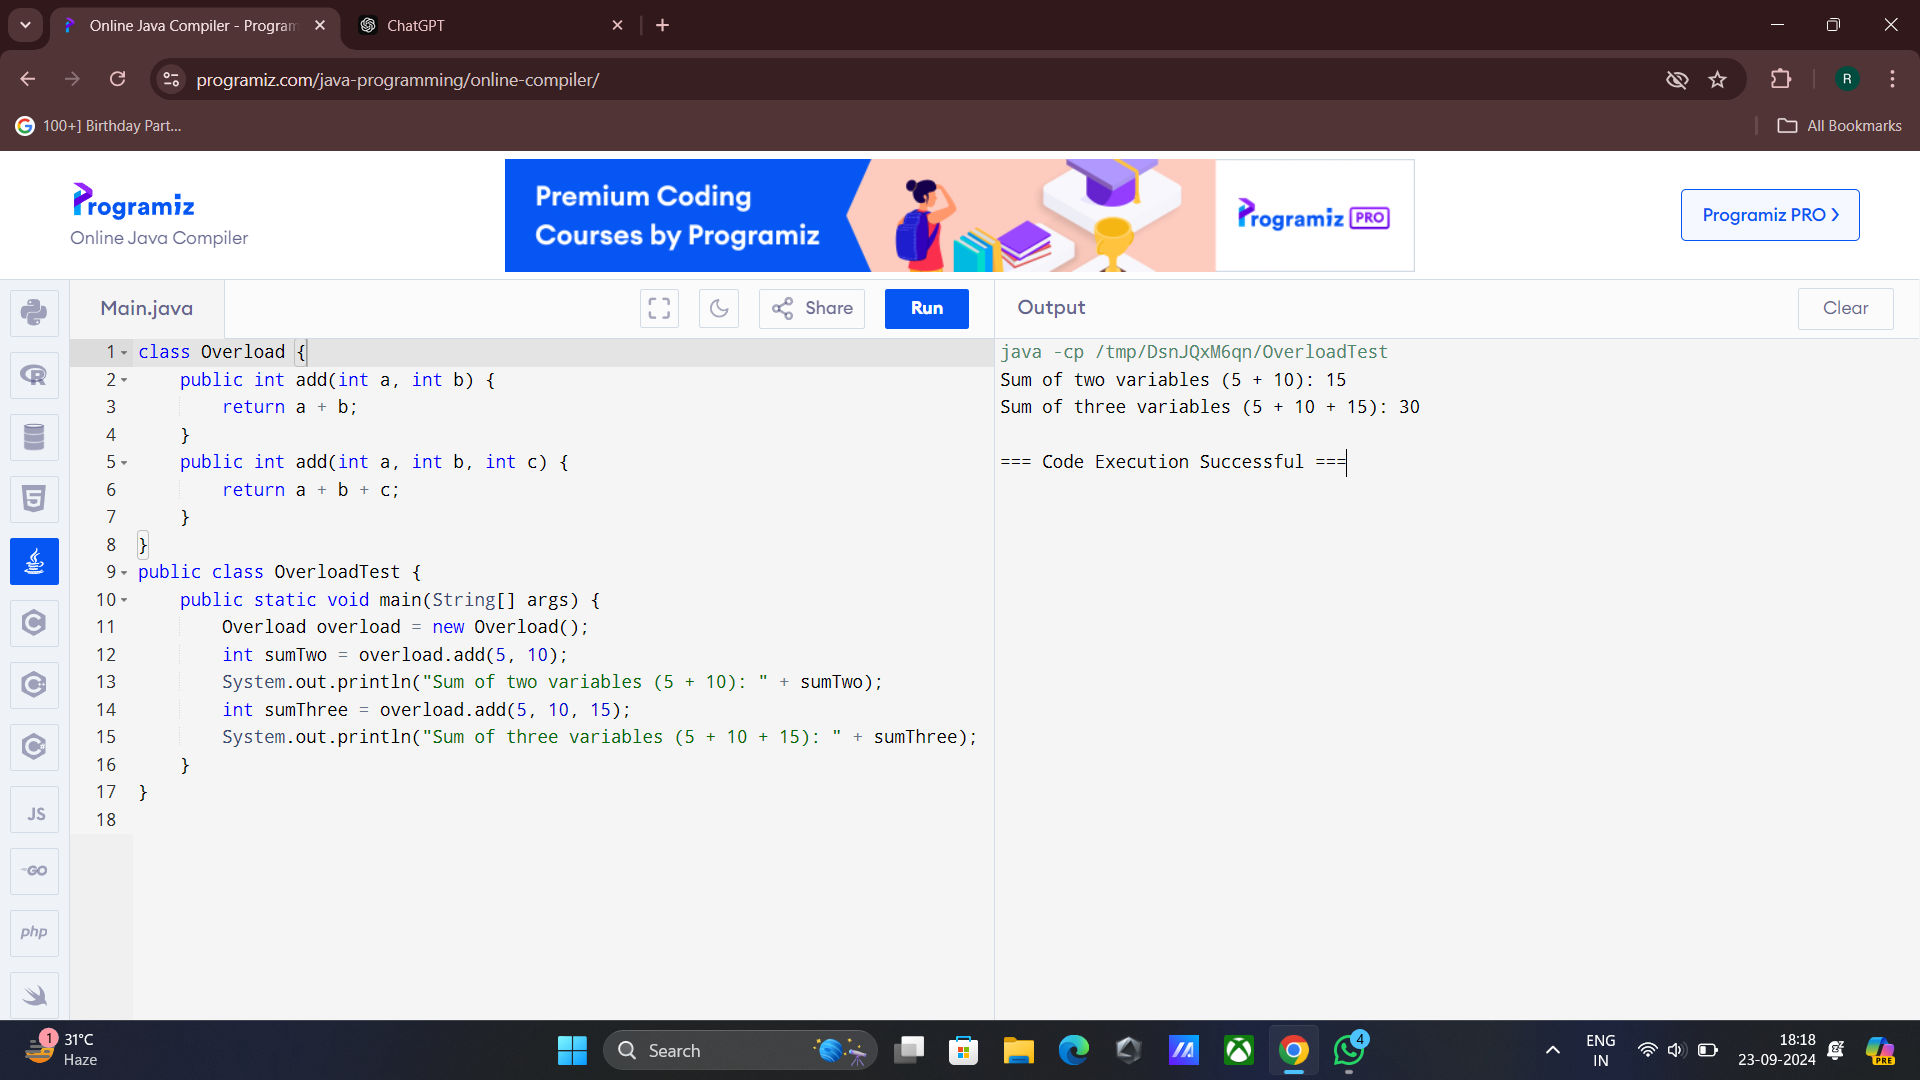 Online Java Compiler - Program
ChatGPT
programiz.com/java-programming/online-compiler/
R
100+] Birthday Part...
All Bookmarks
Programiz
Online Java Compiler
Premium Coding
Courses by Programiz
Programiz PRO
Programiz PRO
Main.java
Share
Run
Output
Clear
1 class Overload {
2 public int add(int a, int b) {
3 return a + b;
4 }
5 public int add(int a, int b, int c) {
6 return a + b + c;
7 }
8 }
9 public class OverloadTest {
10 public static void main(String[] args) {
11 Overload overload = new Overload();
12 int sumTwo = overload.add(5, 10);
13 System.out.println("Sum of two variables (5 + 10): " + sumTwo);
14 int sumThree = overload.add(5, 10, 15);
15 System.out.println("Sum of three variables (5 + 10 + 15): " + sumThree);
16 }
17 }
18
java -cp /tmp/DsnJQxM6qn/OverloadTest
Sum of two variables (5 + 10): 15
Sum of three variables (5 + 10 + 15): 30
=== Code Execution Successful ===
R
5
C
C
C
JS
GO
php
1
31°C
Haze
Search
4
ENG
IN
18:18
23-09-2024
PRE